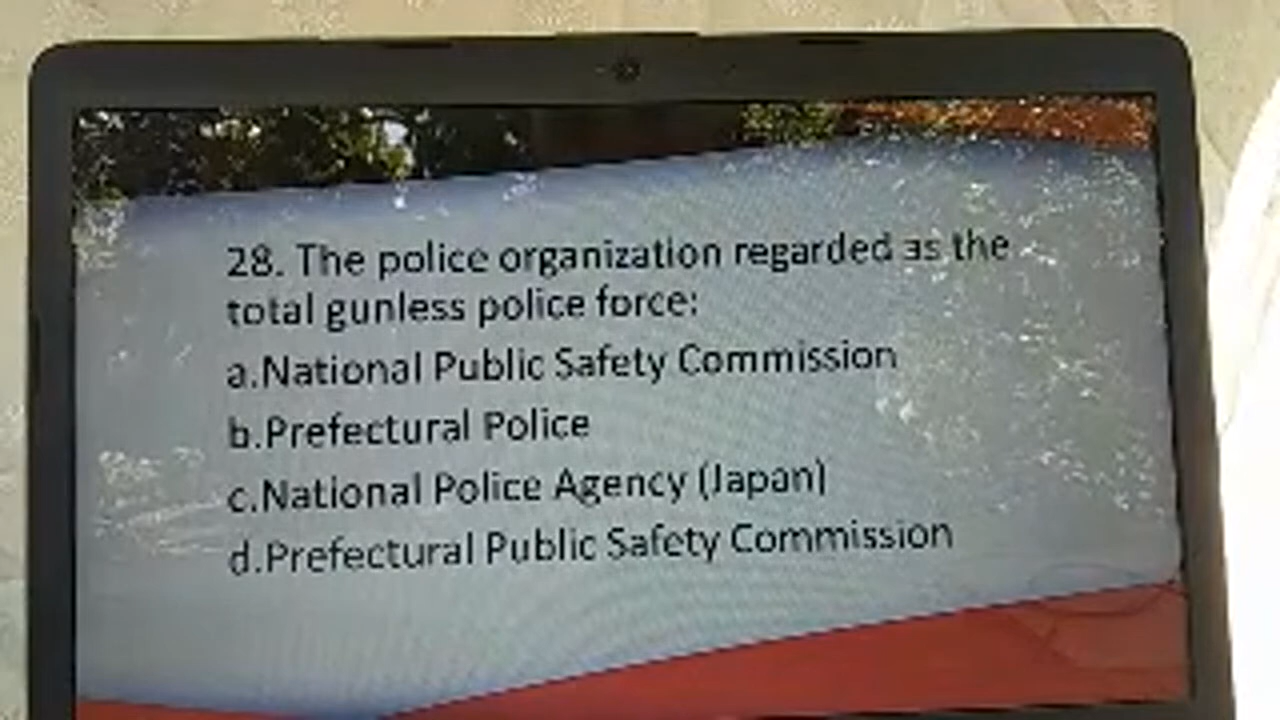 28. The police organization regarded as the
total gunless police force:
a.National Public Safety Commission
b.Prefectural Police
c.National Police Agency (Japan)
d.Prefectural Public Safety Commission